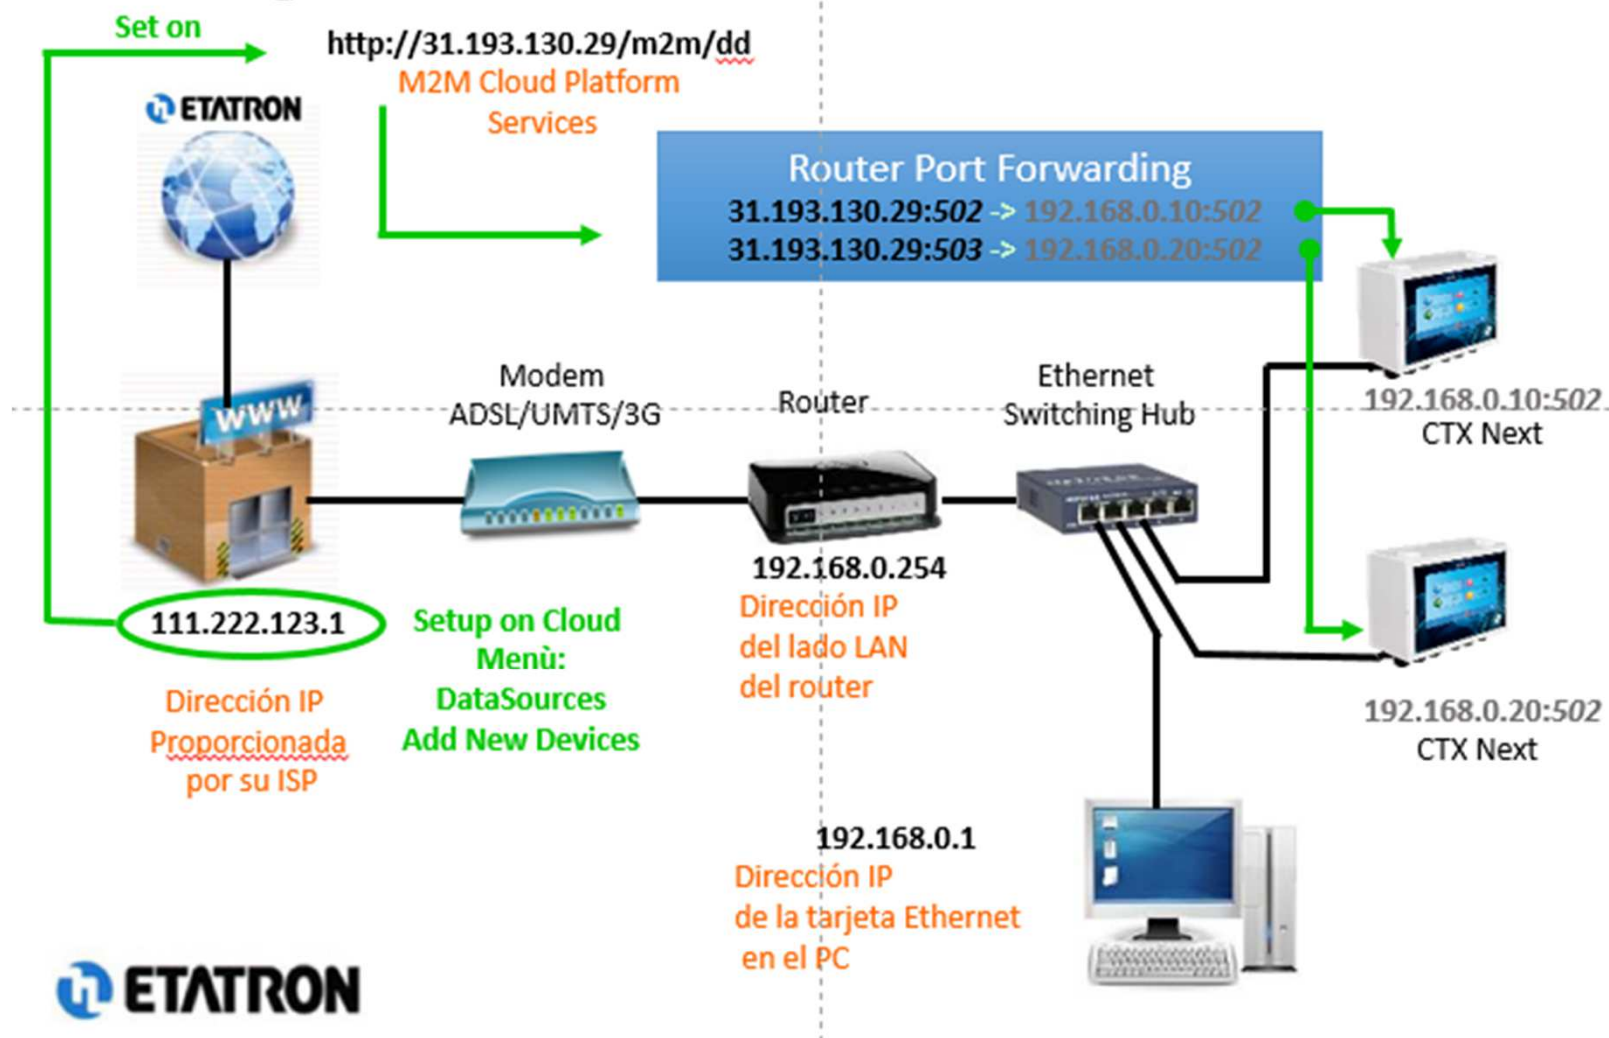 Set on
http://31.193.130.29/m2m/dd
M2M Cloud Platform
Services
ETATRON
Router Port Forwarding
31.193.130.29:502 -> 192.168.0.10:502
31.193.130.29:503 -> 192.168.0.20:502
WWW
Modem
ADSL/UMTS/3G
Router
Ethernet
Switching Hub
192.168.0.10:502
CTX Next
192.168.0.254
Dirección IP
del lado LAN
del router
111.222.123.1
Dirección IP
Proporcionada
por su ISP
Setup on Cloud
Menù:
DataSources
Add New Devices
192.168.0.20:502
CTX Next
192.168.0.1
Dirección IP
de la tarjeta Ethernet
en el PC
ETATRON